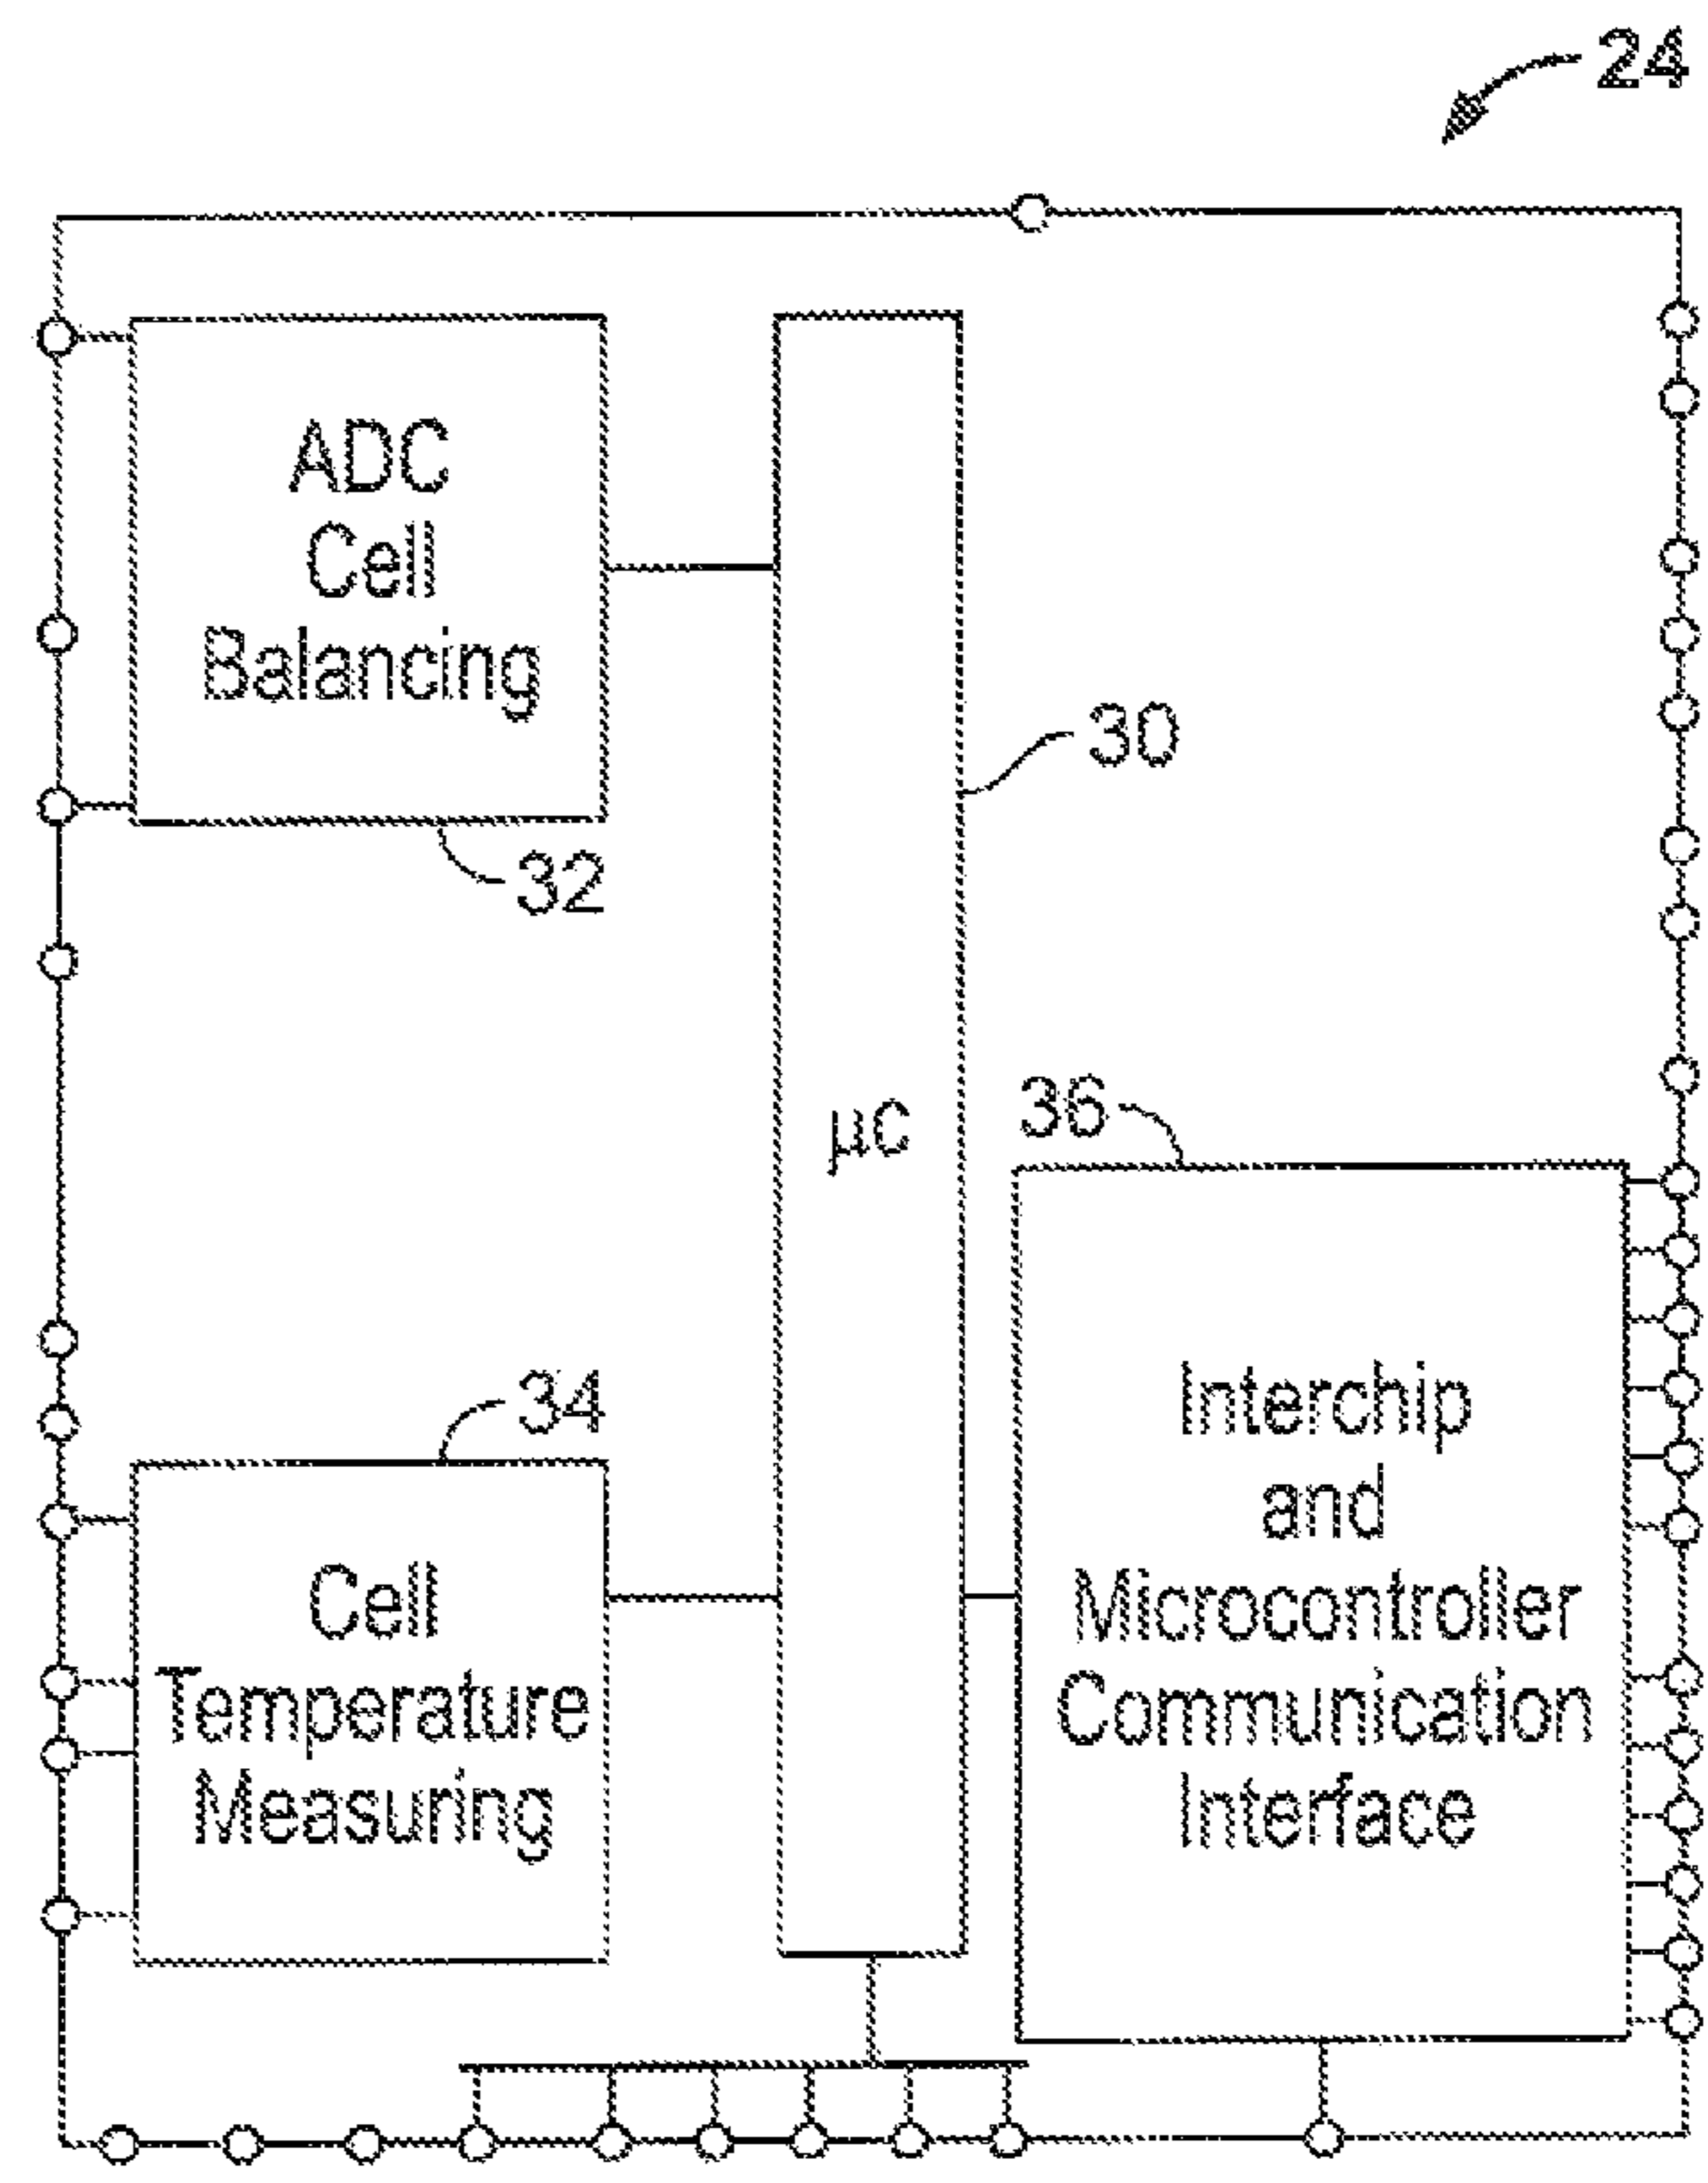 24
ADC
Cell
Balancing
30
32
µc
36
34
Interchip
and
Microcontroller
Communication
Interface
Cell
Temperature
Measuring